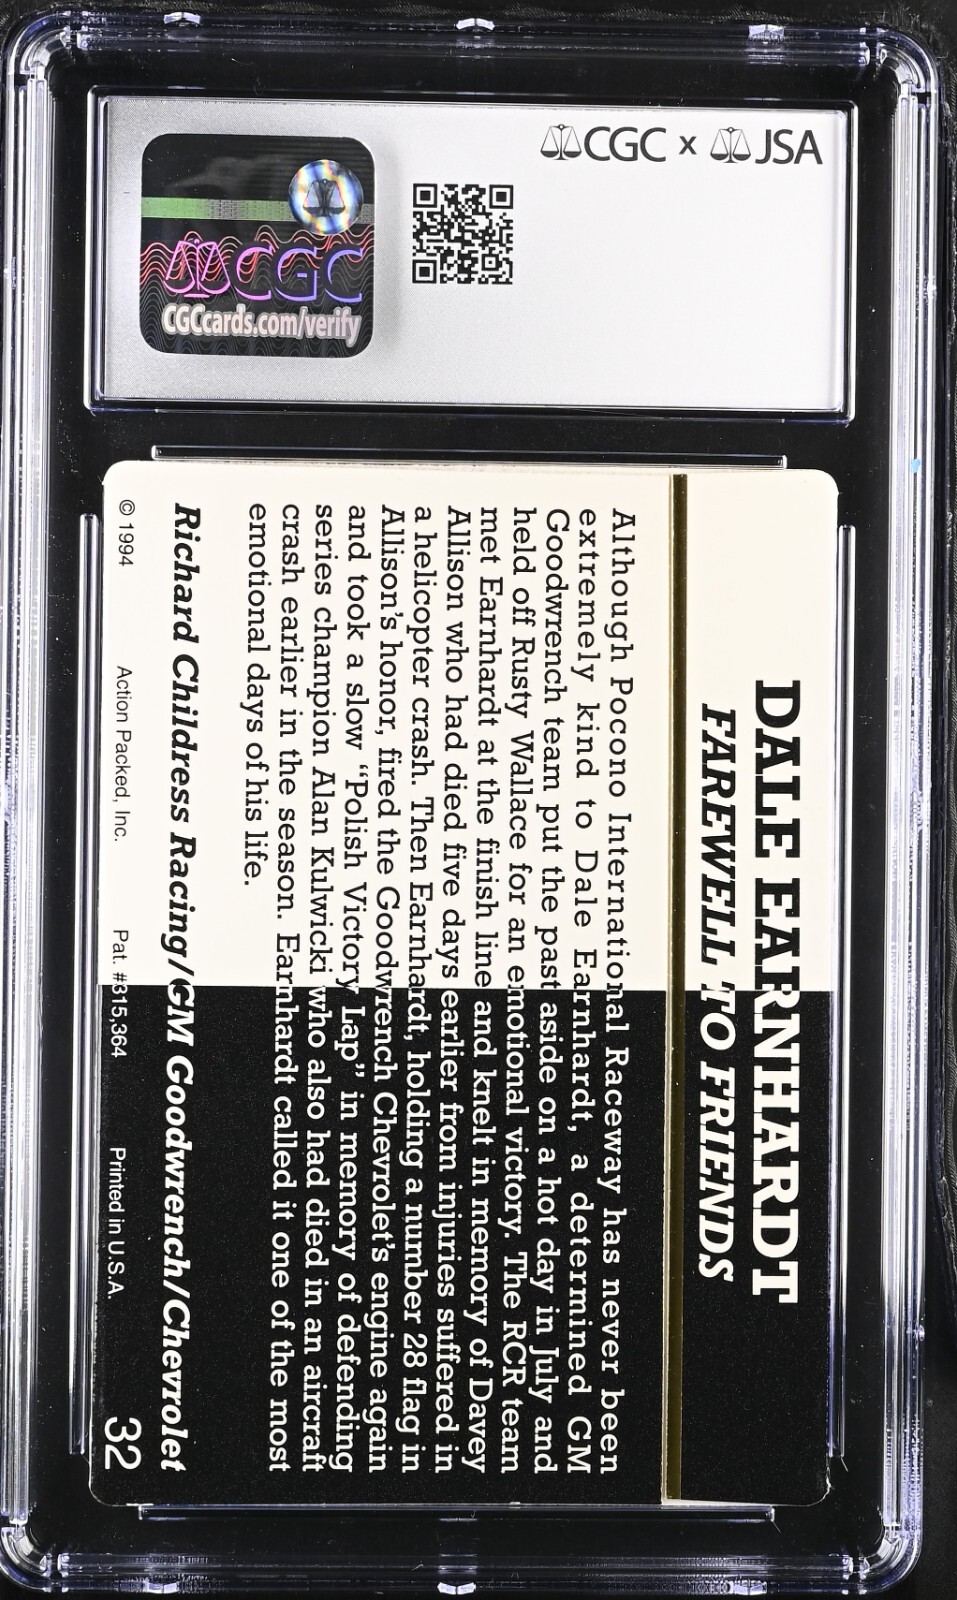 CGC x JSA
CGC
CGCcards.com/verify
DALE EARNHARDT
FAREWELL TO FRIENDS
Although Pocono International Raceway has never been
extremely kind to Dale Earnhardt, a determined GM
Goodwrench team put the past aside on a hot day in July and
held off Rusty Wallace for an emotional victory. The RCR team
met Earnhardt at the finish line and knelt in memory of Davey
Allison who had died five days earlier from injuries suffered in
a helicopter crash. Then Earnhardt, holding a number 28 flag in
Allison's honor, fired the Goodwrench Chevrolet's engine again
and took a slow "Polish Victory Lap" in memory of defending
series champion Alan Kulwicki who also had died in an aircraft
crash earlier in the season. Earnhardt called it one of the most
emotional days of his life.
Richard Childress Racing/GM Goodwrench/Chevrolet
© 1994 Action Packed, Inc. Pat. #315,364 Printed in U.S.A. 32